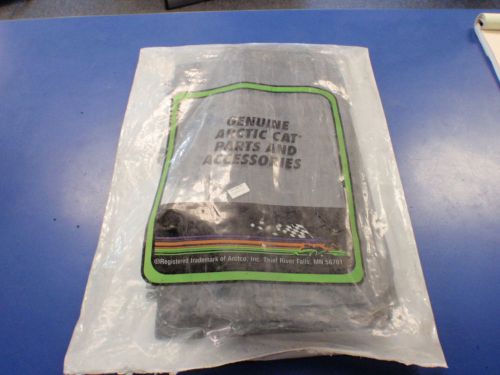 GENUINE
ARCTIC CAT®
PARTS AND
ACCESSORIES
®Registered trademark of Arctco, Inc. Thief River Falls, MN 56701